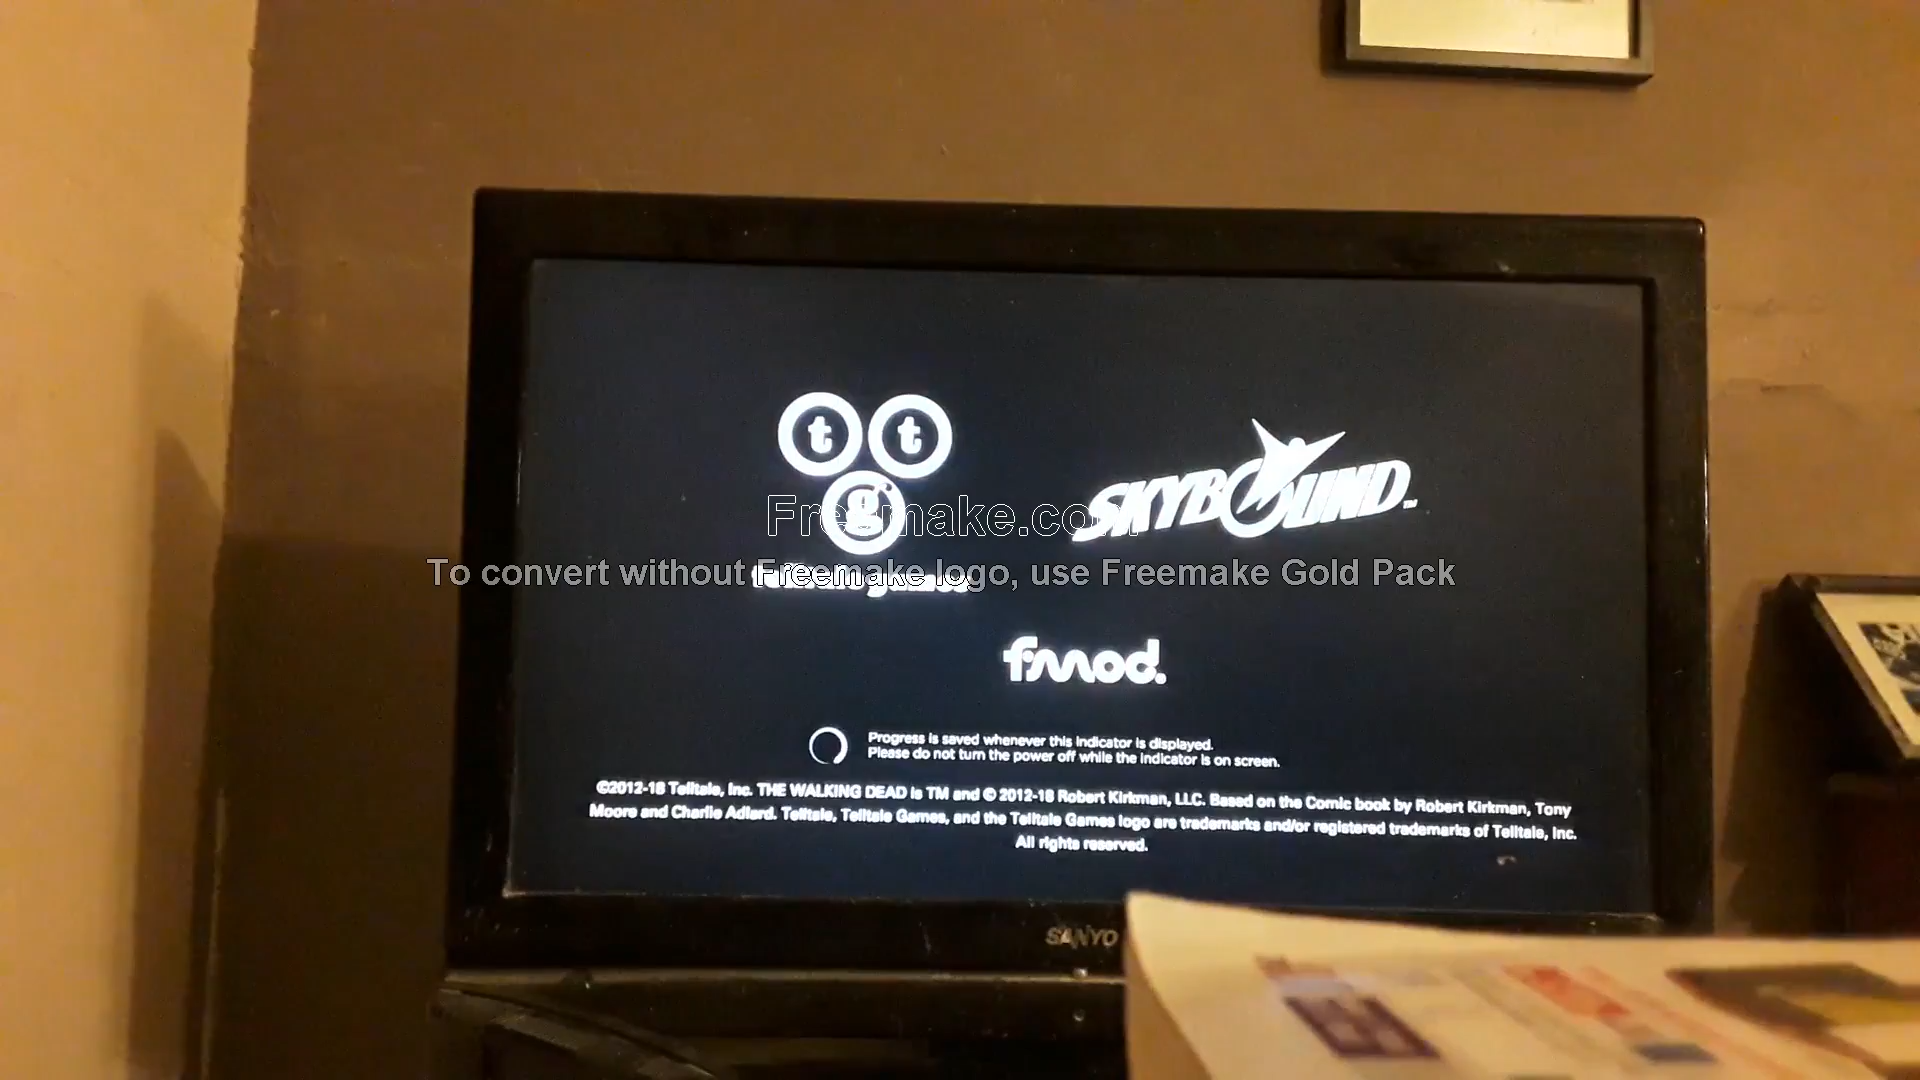 t t
g
SKYBOUND™
Freemake.com
To convert without Freemake logo, use Freemake Gold Pack
telltale games
fmod.
Progress is saved whenever this indicator is displayed.
Please do not turn the power off while the indicator is on screen.
©2012-18 Telltale, Inc. THE WALKING DEAD is TM and © 2012-18 Robert Kirkman, LLC. Based on the Comic book by Robert Kirkman, Tony
Moore and Charlie Adlard. Telltale, Telltale Games, and the Telltale Games logo are trademarks and/or registered trademarks of Telltale, Inc.
All rights reserved.
SANYO